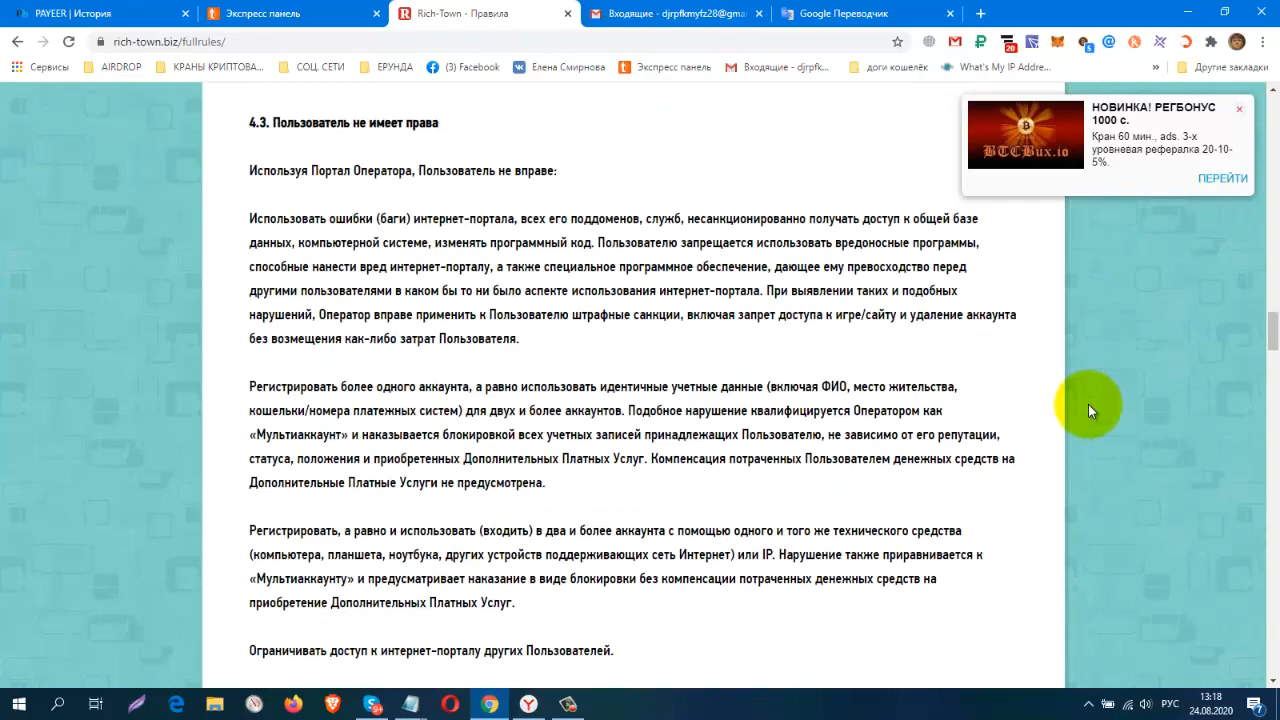 PAYEER | История
Экспресс панель
Rich-Town - Правила
Входящие - djrpfkmyfz28@gma
Google Переводчик
rich-town.biz/fullrules/
20
5
Сервисы
AIRDROP
КРАНЫ КРИПТОВА...
СОЦ СЕТИ
ЕРУНДА
(3) Facebook
Елена Смирнова
Экспресс панель
Входящие - djrpfk...
доги кошелёк
What's My IP Addre...
»
Другие закладки
4.3. Пользователь не имеет права
Используя Портал Оператора, Пользователь не вправе:
Использовать ошибки (баги) интернет-портала, всех его поддоменов, служб, несанкционированно получать доступ к общей базе
данных, компьютерной системе, изменять программный код. Пользователю запрещается использовать вредоносные программы,
способные нанести вред интернет-порталу, а также специальное программное обеспечение, дающее ему превосходство перед
другими пользователями в каком бы то ни было аспекте использования интернет-портала. При выявлении таких и подобных
нарушений, Оператор вправе применить к Пользователю штрафные санкции, включая запрет доступа к игре/сайту и удаление аккаунта
без возмещения как-либо затрат Пользователя.
Регистрировать более одного аккаунта, а равно использовать идентичные учетные данные (включая ФИО, место жительства,
кошельки/номера платежных систем) для двух и более аккаунтов. Подобное нарушение квалифицируется Оператором как
«Мультиаккаунт» и наказывается блокировкой всех учетных записей принадлежащих Пользователю, не зависимо от его репутации,
статуса, положения и приобретенных Дополнительных Платных Услуг. Компенсация потраченных Пользователем денежных средств на
Дополнительные Платные Услуги не предусмотрена.
Регистрировать, а равно и использовать (входить) в два и более аккаунта с помощью одного и того же технического средства
(компьютера, планшета, ноутбука, других устройств поддерживающих сеть Интернет) или IP. Нарушение также приравнивается к
«Мультиаккаунту» и предусматривает наказание в виде блокировки без компенсации потраченных денежных средств на
приобретение Дополнительных Платных Услуг.
Ограничивать доступ к интернет-порталу других Пользователей.
BTCBux.io
НОВИНКА! РЕГБОНУС
1000 с.
Кран 60 мин., ads. 3-х
уровневая рефералка 20-10-
5%.
ПЕРЕЙТИ
РУС
13:18
24.08.2020